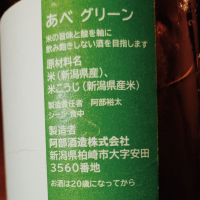 あべ グリーン
米の旨味と酸を軸に
飲み飽きしない酒を目指します
原材料名
米(新潟県産)、
米こうじ(新潟県産米)
製造責任者 阿部裕太
シーン 食中
製造者
阿部酒造株式会社
新潟県柏崎市大字安田
3560番地
お酒は20歳になってから